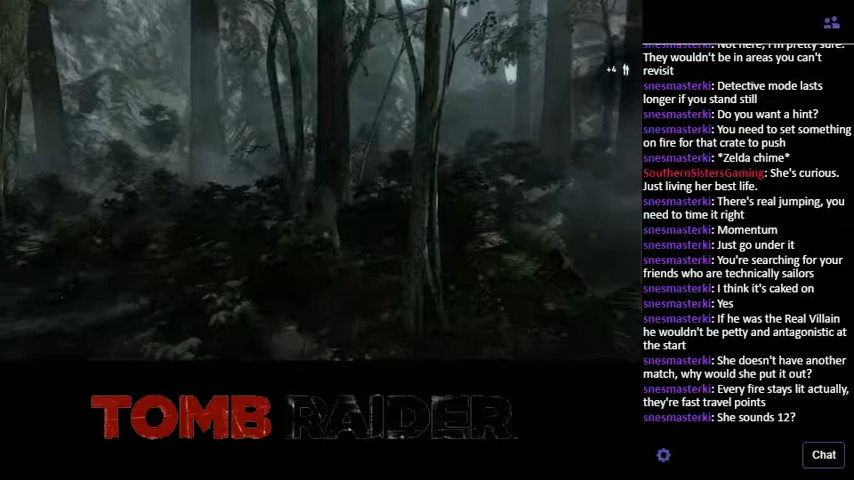 snesmasterki: Not here, I'm pretty sure.
They wouldn't be in areas you can't
revisit
snesmasterki: Detective mode lasts
longer if you stand still
snesmasterki: Do you want a hint?
snesmasterki: You need to set something
on fire for that crate to push
snesmasterki: *Zelda chime*
SouthernSistersGaming: She's curious.
Just living her best life.
snesmasterki: There's real jumping, you
need to time it right
snesmasterki: Momentum
snesmasterki: Just go under it
snesmasterki: You're searching for your
friends who are technically sailors
snesmasterki: I think it's caked on
snesmasterki: Yes
snesmasterki: If he was the Real Villain
he wouldn't be petty and antagonistic at
the start
snesmasterki: She doesn't have another
match, why would she put it out?
snesmasterki: Every fire stays lit actually,
they're fast travel points
snesmasterki: She sounds 12?
+4
TOMB RAIDER
Chat